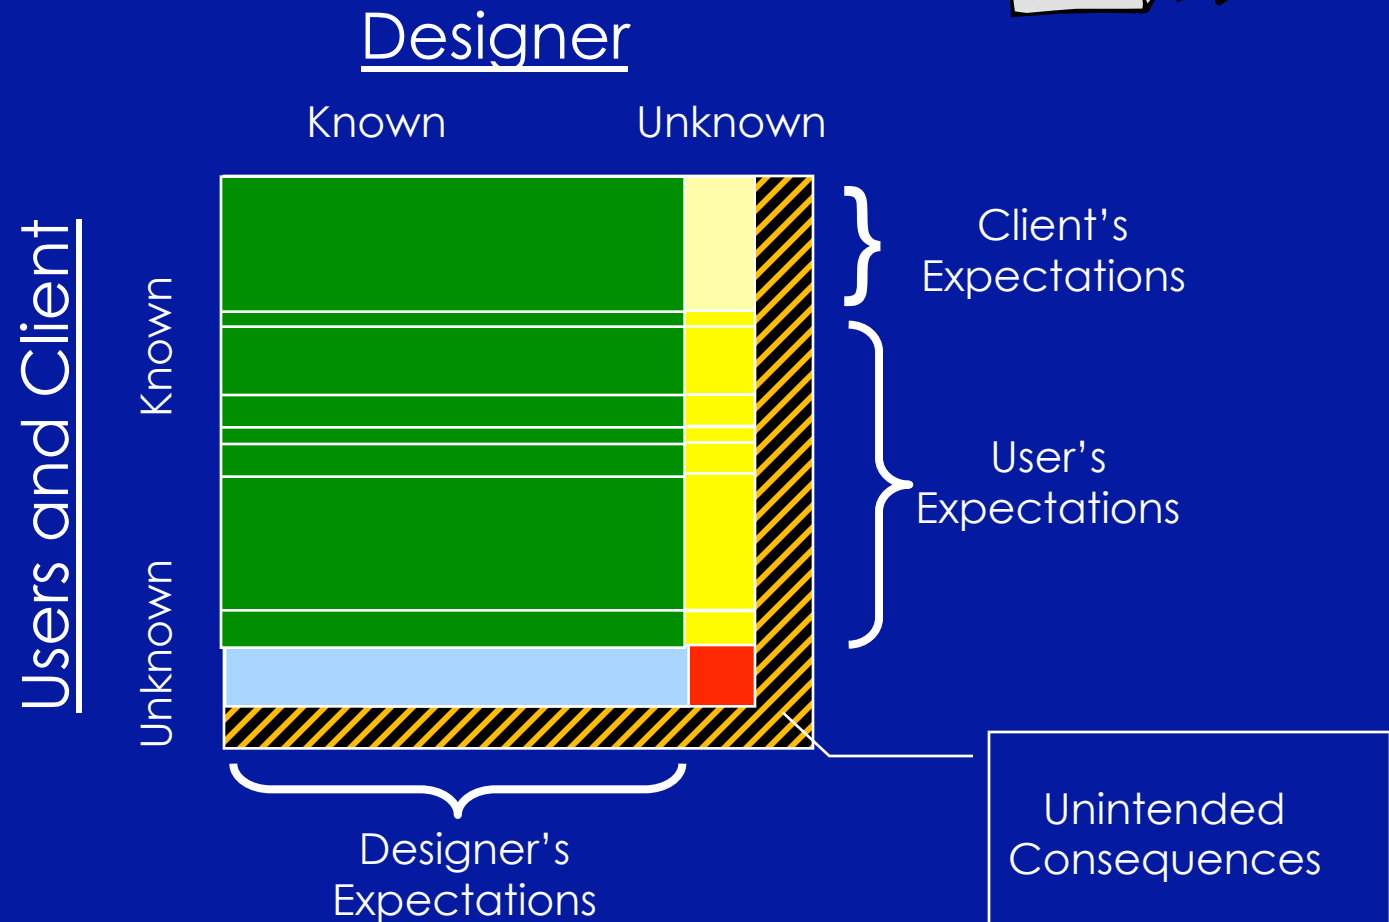 Designer
Known
Unknown
Users and Client
Known
Unknown
Client’s
Expectations
User’s
Expectations
Designer’s
Expectations
Unintended
Consequences